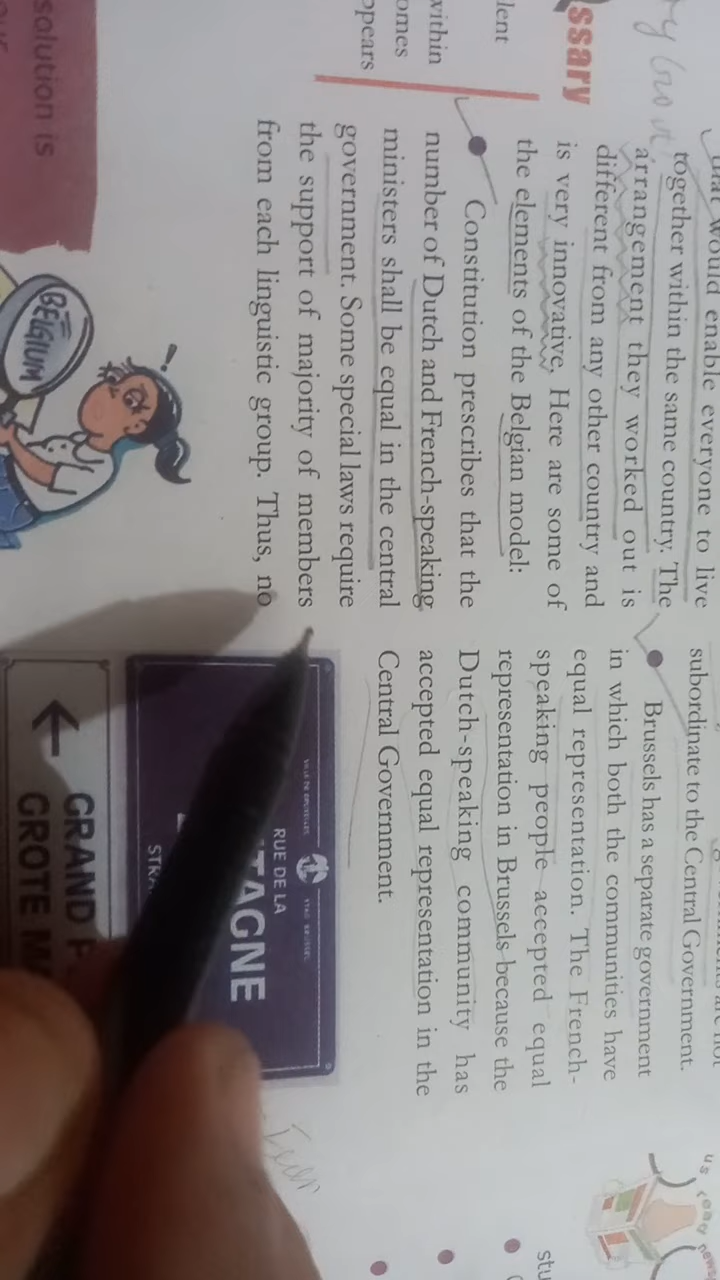 ssary
lent
within
omes
ppears
solution is
would enable everyone to live
together within the same country. The
arrangement they worked out is
different from any other country and
is very innovative. Here are some of
the elements of the Belgian model:
Constitution prescribes that the
number of Dutch and French-speaking
ministers shall be equal in the central
government. Some special laws require
the support of majority of members
from each linguistic group. Thus, no
BELGIUM
subordinate to the Central Government.
Brussels has a separate government
in which both the communities have
equal representation. The French-
speaking people accepted equal
representation in Brussels because the
Dutch-speaking community has
accepted equal representation in the
Central Government.
RUE DE LA
TAGNE
GRAND
GROTE
stu